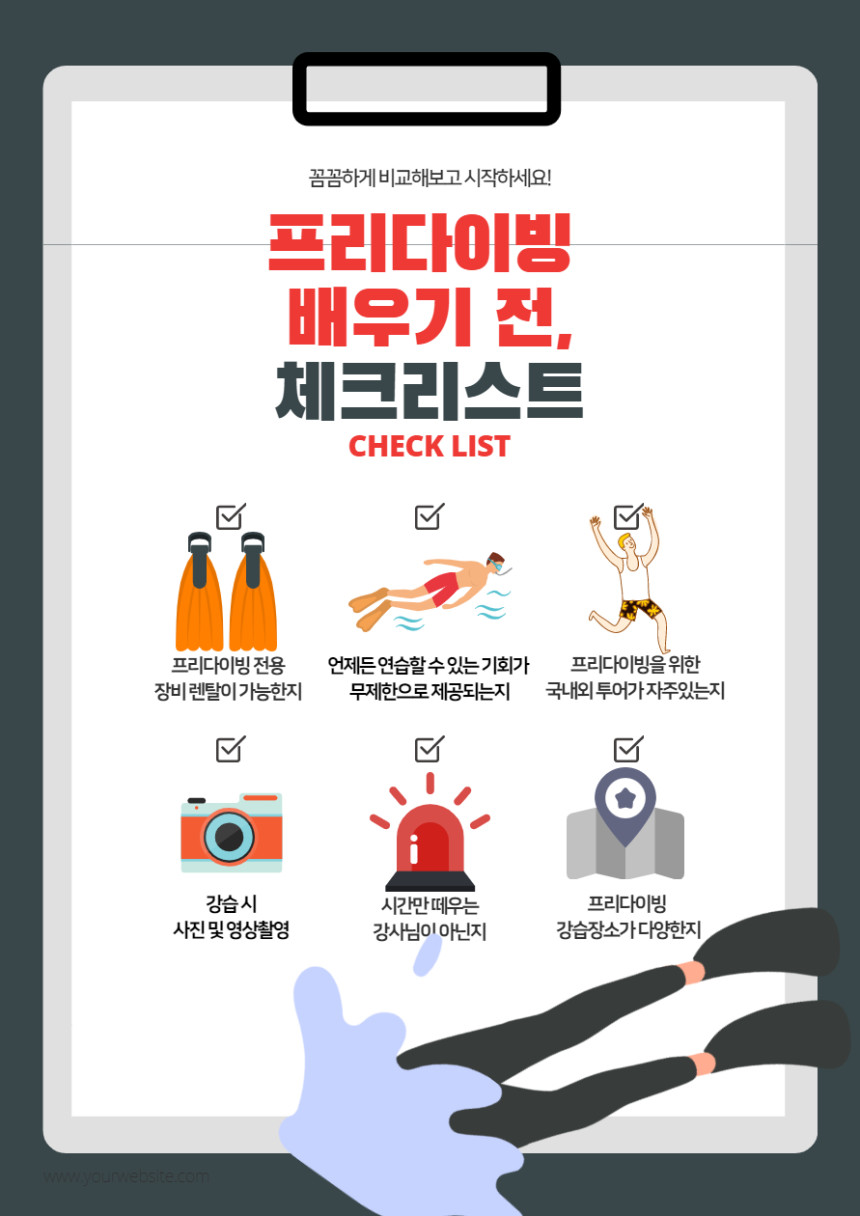 꼼꼼하게 비교해보고 시작하세요!
프리다이빙
배우기 전,
체크리스트
CHECK LIST
프리다이빙 전용
장비 렌탈이 가능한지
언제든 연습할 수 있는 기회가
무제한으로 제공되는지
프리다이빙을 위한
국내외 투어가 자주있는지
강습 시
사진 및 영상촬영
시간만 떼우는
강사님이 아닌지
프리다이빙
강습장소가 다양한지
www.yourwebsite.com